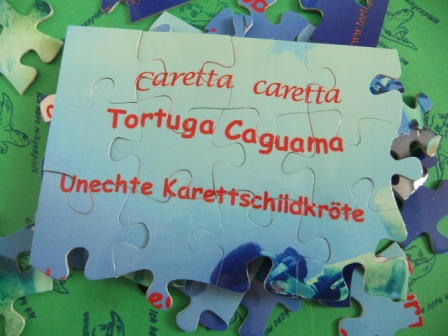 caretta caretta
Tortuga Caguama
Unechte Karettschildkröte